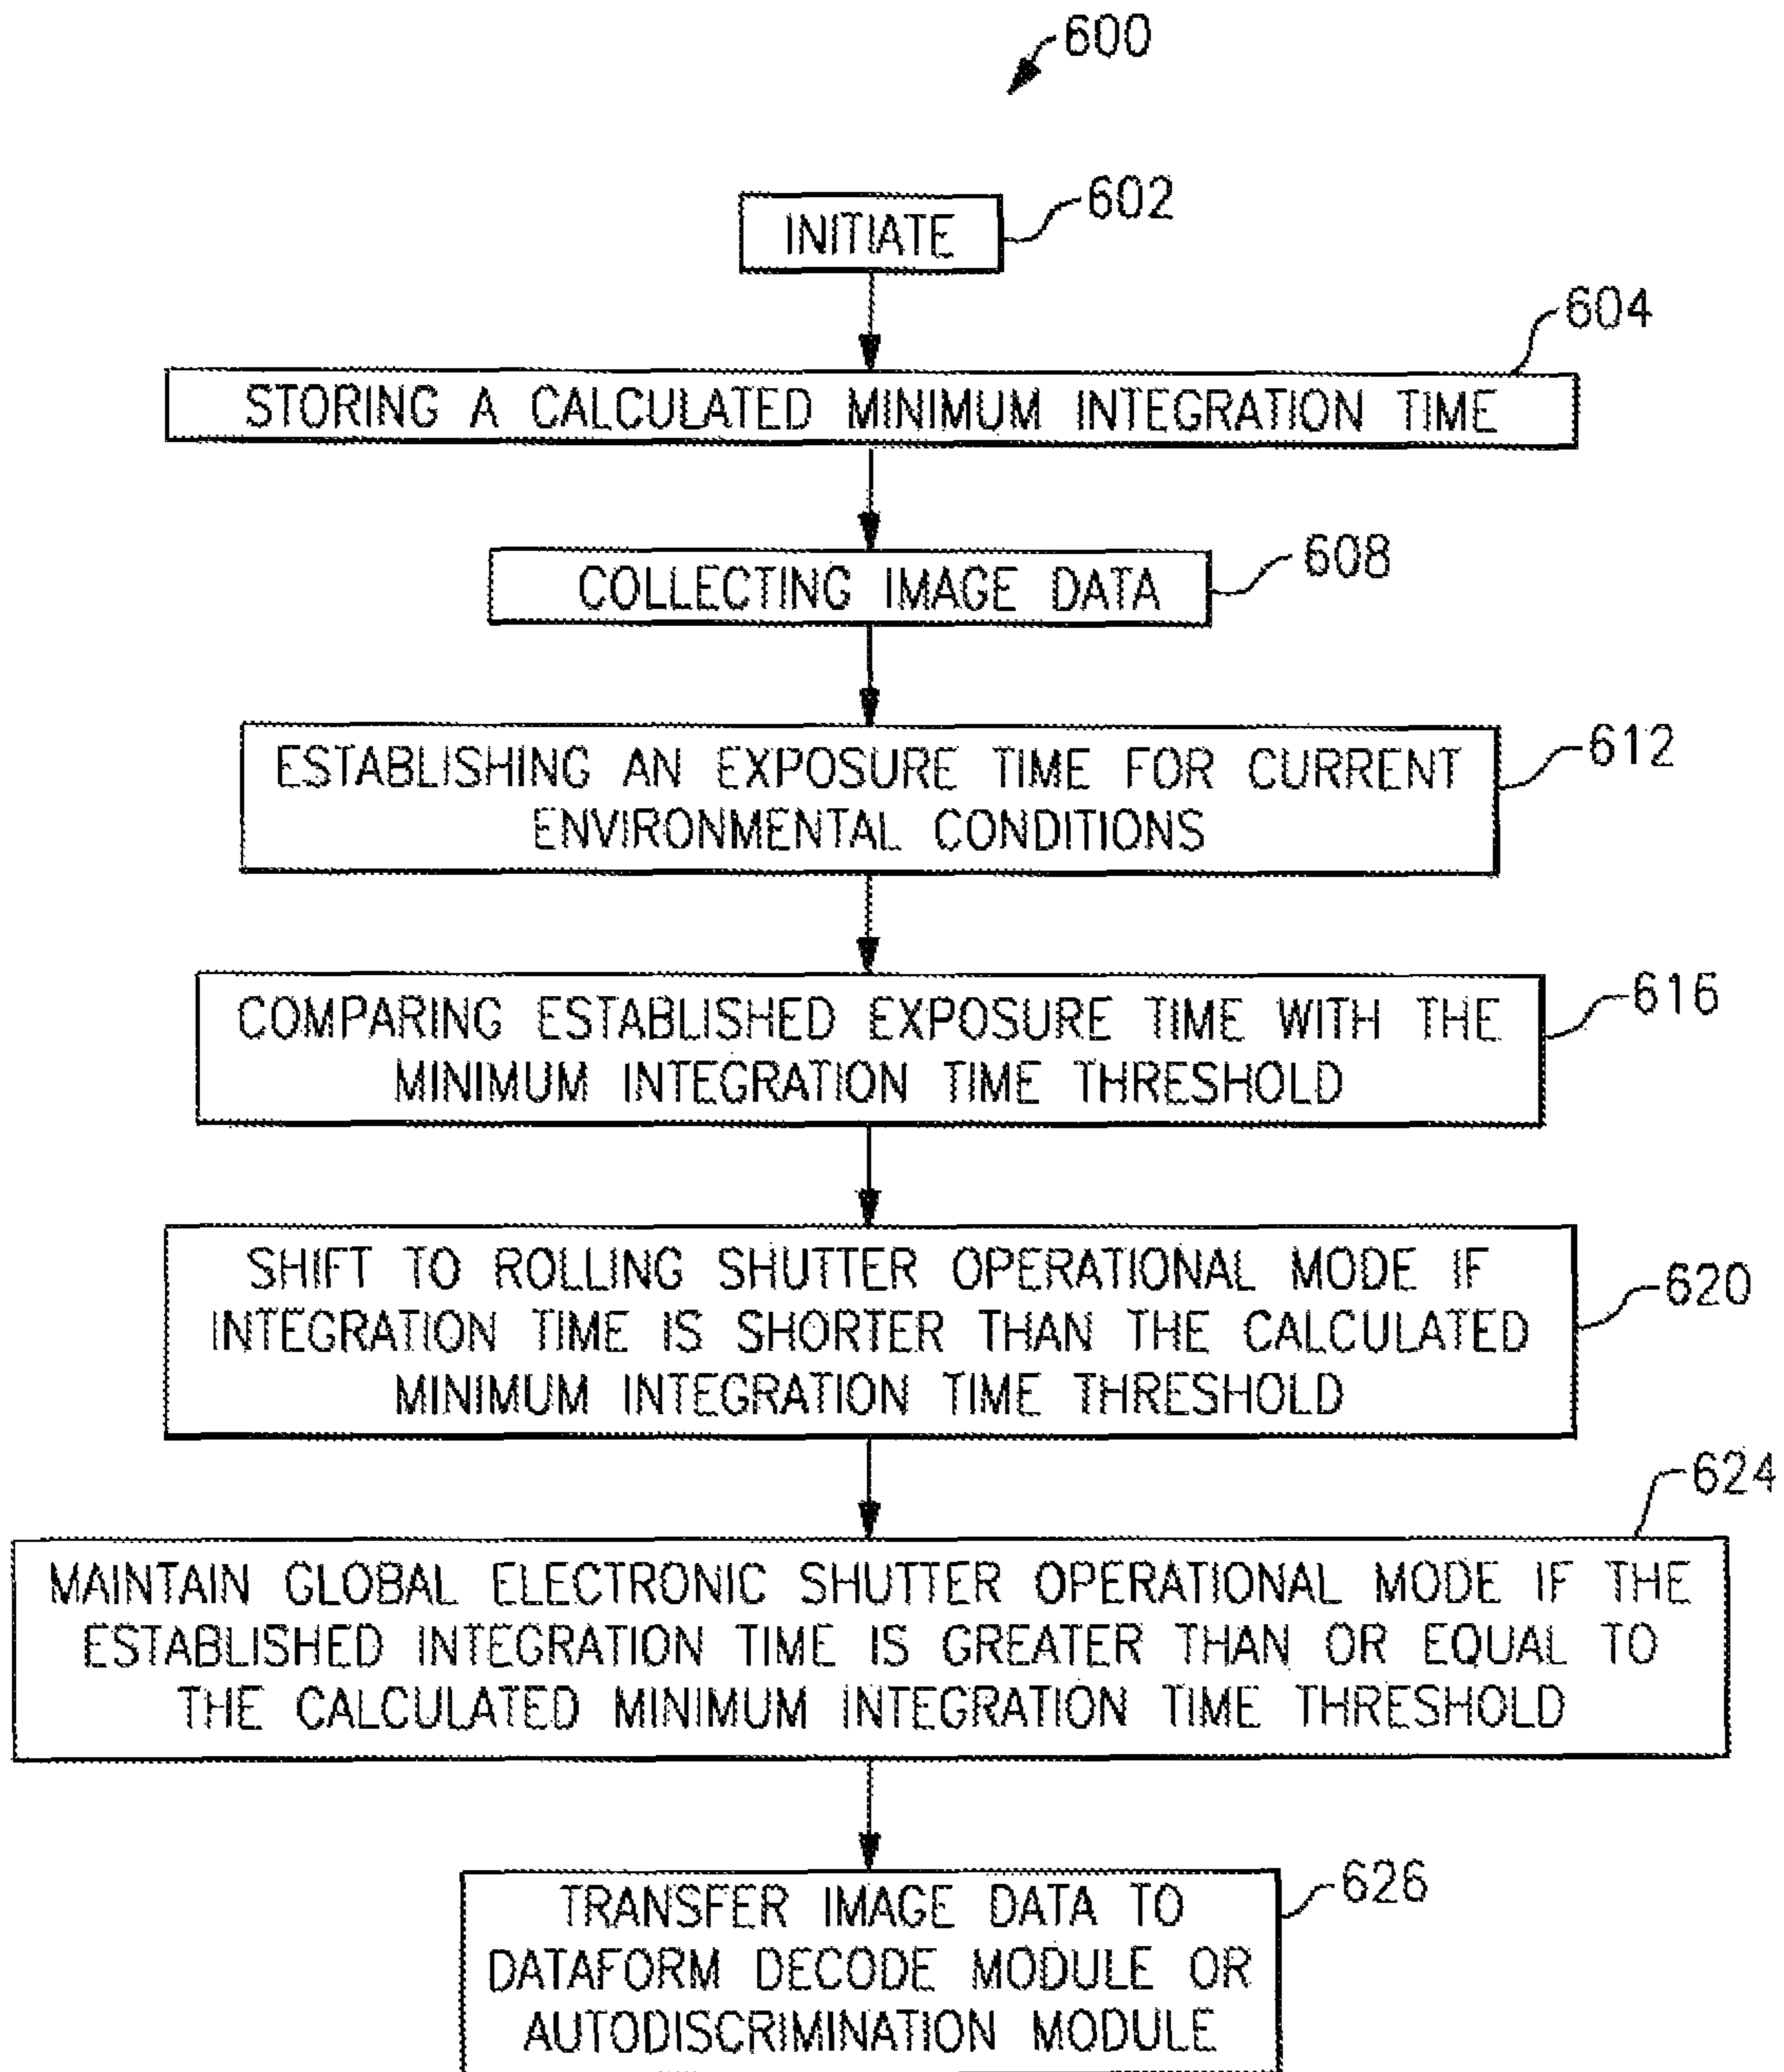 600
INITIATE
602
604
STORING A CALCULATED MINIMUM INTEGRATION TIME
COLLECTING IMAGE DATA
608
ESTABLISHING AN EXPOSURE TIME FOR CURRENT
ENVIRONMENTAL CONDITIONS
612
COMPARING ESTABLISHED EXPOSURE TIME WITH THE
MINIMUM INTEGRATION TIME THRESHOLD
616
SHIFT TO ROLLING SHUTTER OPERATIONAL MODE IF
INTEGRATION TIME IS SHORTER THAN THE CALCULATED
MINIMUM INTEGRATION TIME THRESHOLD
620
624
MAINTAIN GLOBAL ELECTRONIC SHUTTER OPERATIONAL MODE IF THE
ESTABLISHED INTEGRATION TIME IS GREATER THAN OR EQUAL TO
THE CALCULATED MINIMUM INTEGRATION TIME THRESHOLD
TRANSFER IMAGE DATA TO
DATAFORM DECODE MODULE OR
AUTODISCRIMINATION MODULE
626